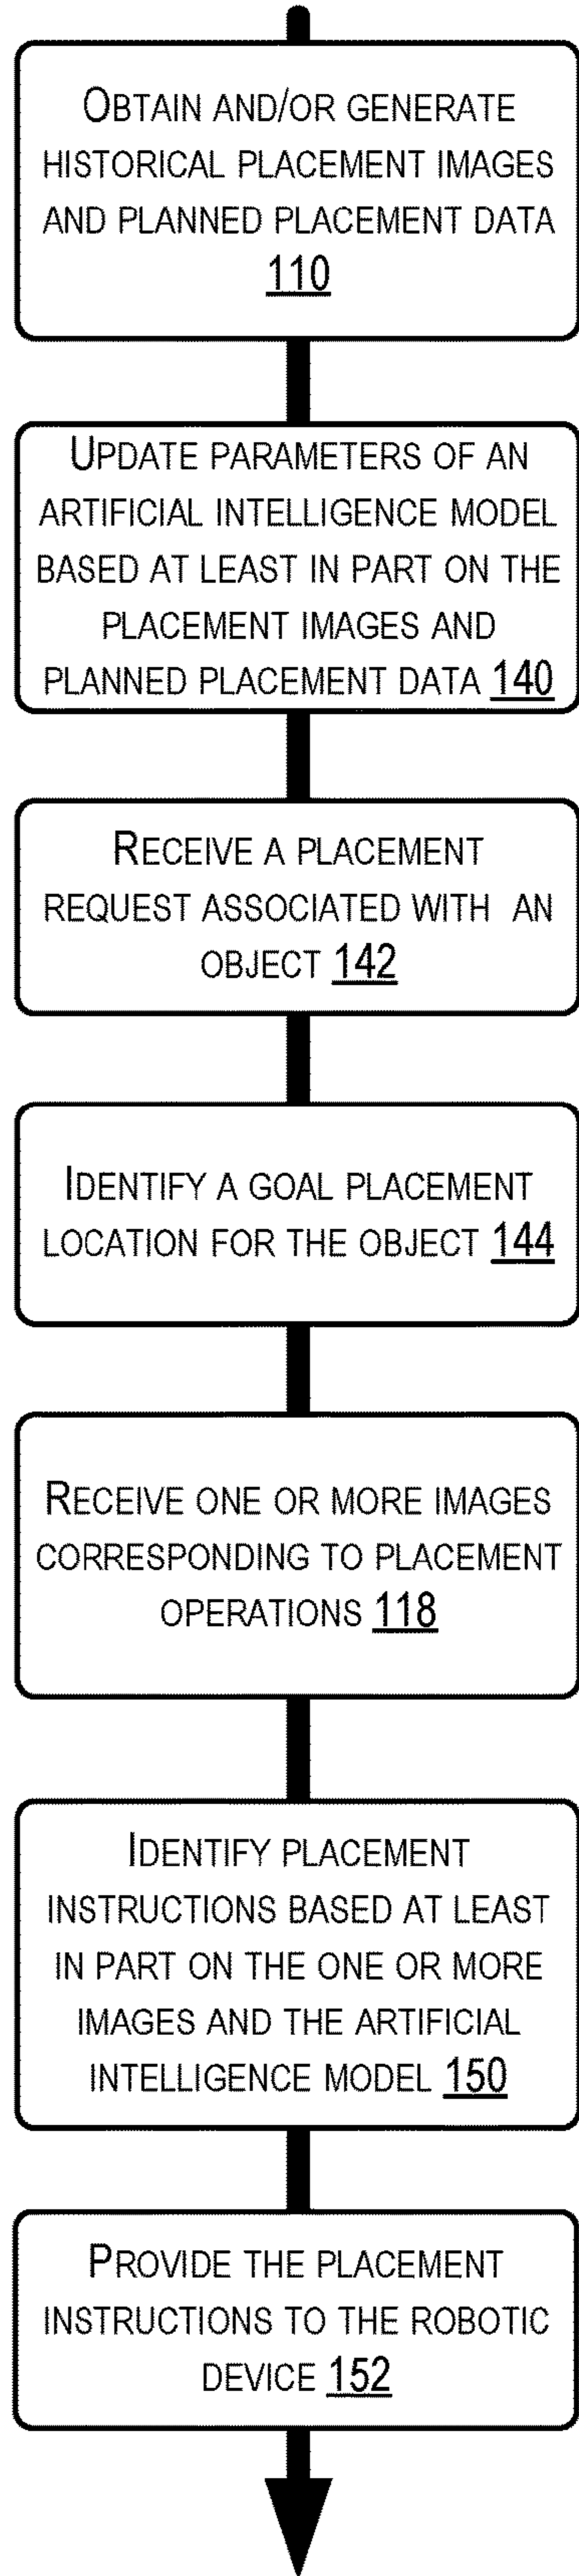 OBTAIN AND/OR GENERATE
HISTORICAL PLACEMENT IMAGES
AND PLANNED PLACEMENT DATA
110
UPDATE PARAMETERS OF AN
ARTIFICIAL INTELLIGENCE MODEL
BASED AT LEAST IN PART ON THE
PLACEMENT IMAGES AND
PLANNED PLACEMENT DATA 140
RECEIVE A PLACEMENT
REQUEST ASSOCIATED WITH AN
OBJECT 142
IDENTIFY A GOAL PLACEMENT
LOCATION FOR THE OBJECT 144
RECEIVE ONE OR MORE IMAGES
CORRESPONDING TO PLACEMENT
OPERATIONS 118
IDENTIFY PLACEMENT
INSTRUCTIONS BASED AT LEAST
IN PART ON THE ONE OR MORE
IMAGES AND THE ARTIFICIAL
INTELLIGENCE MODEL 150
PROVIDE THE PLACEMENT
INSTRUCTIONS TO THE ROBOTIC
DEVICE 152